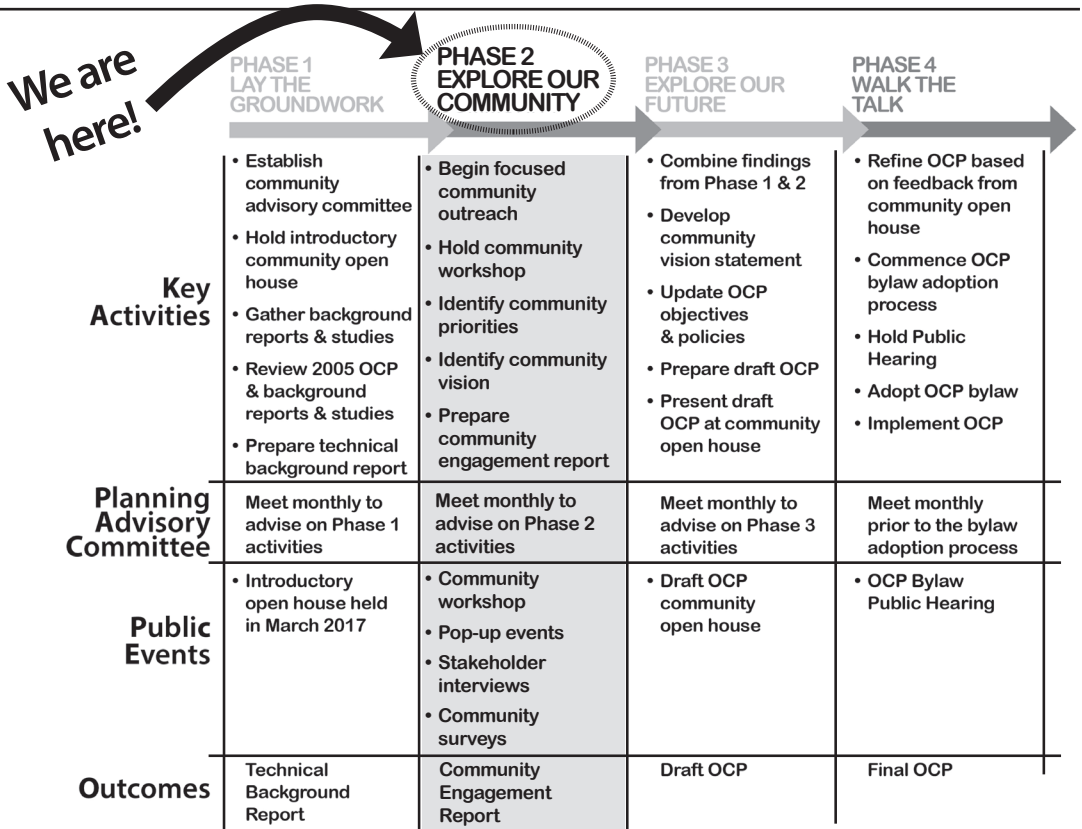 We are
here!
PHASE 1
LAY THE
GROUNDWORK
PHASE 2
EXPLORE OUR
COMMUNITY
PHASE 3
EXPLORE OUR
FUTURE
PHASE 4
WALK THE
TALK
Key
Activities
• Establish
community
advisory committee
• Hold introductory
community open
house
• Gather background
reports & studies
• Review 2005 OCP
& background
reports & studies
• Prepare technical
background report
• Begin focused
community
outreach
• Hold community
workshop
• Identify community
priorities
• Identify community
vision
• Prepare
community
engagement report
• Combine findings
from Phase 1 & 2
• Develop
community
vision statement
• Update OCP
objectives
& policies
• Prepare draft OCP
• Present draft
OCP at community
open house
• Refine OCP based
on feedback from
community open
house
• Commence OCP
bylaw adoption
process
• Hold Public
Hearing
• Adopt OCP bylaw
• Implement OCP
Planning
Advisory
Committee
Meet monthly to
advise on Phase 1
activities
Meet monthly to
advise on Phase 2
activities
Meet monthly to
advise on Phase 3
activities
Meet monthly
prior to the bylaw
adoption process
Public
Events
• Introductory
open house held
in March 2017
• Community
workshop
• Pop-up events
• Stakeholder
interviews
• Community
surveys
• Draft OCP
community
open house
• OCP Bylaw
Public Hearing
Outcomes
Technical
Background
Report
Community
Engagement
Report
Draft OCP
Final OCP